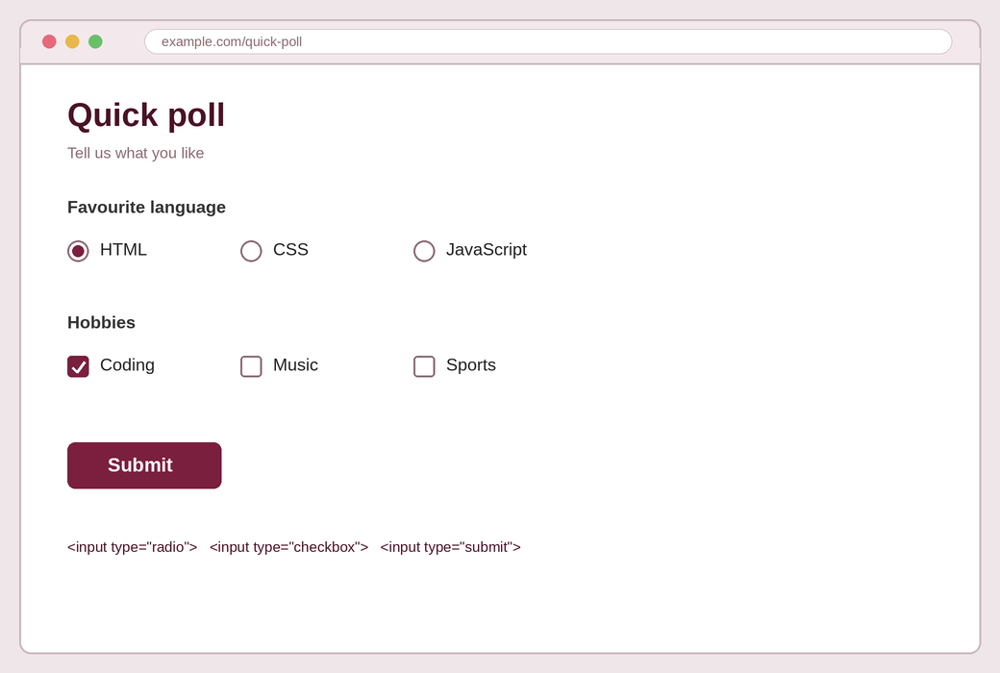 example.com/quick-poll
Quick poll
Tell us what you like
Favourite language
HTML CSS JavaScript
Hobbies
Coding Music Sports
Submit
<input type="radio"> <input type="checkbox"> <input type="submit">